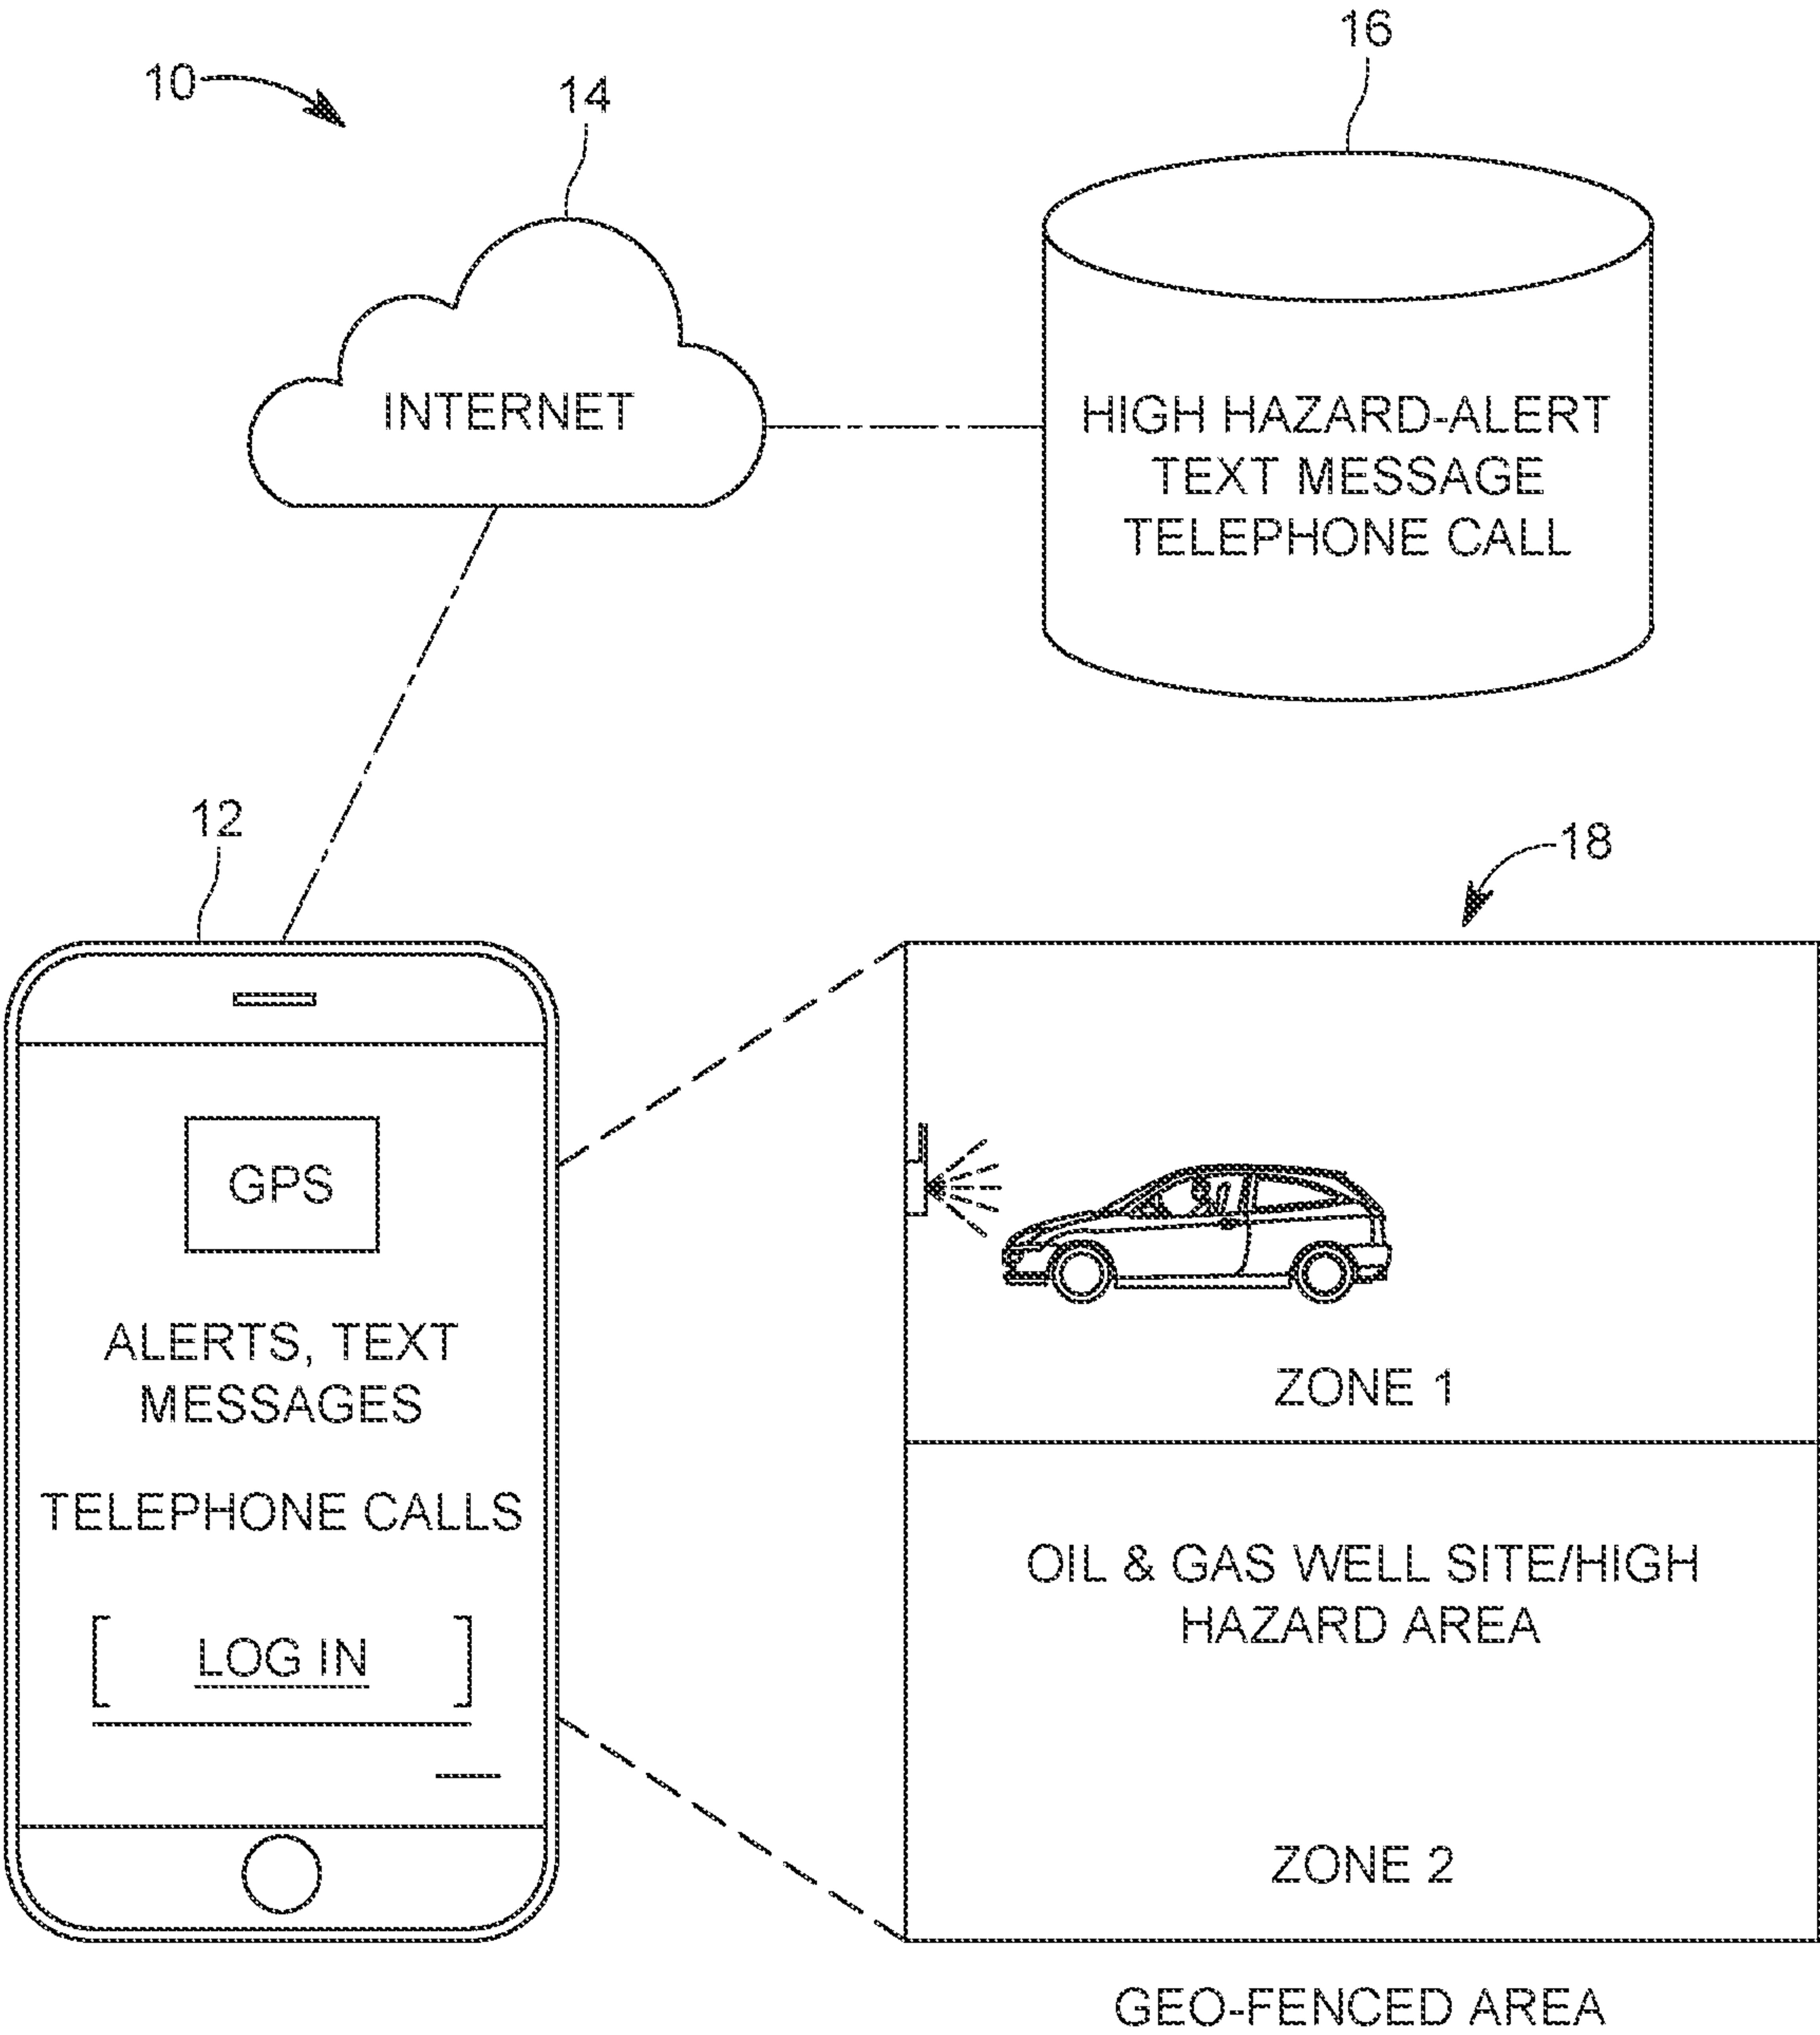 16
10
14
INTERNET
HIGH HAZARD-ALERT
TEXT MESSAGE
TELEPHONE CALL
12
18
GPS
ALERTS, TEXT
MESSAGES
TELEPHONE CALLS
[ LOG IN ]
ZONE 1
OIL & GAS WELL SITE/HIGH
HAZARD AREA
ZONE 2
GEO-FENCED AREA